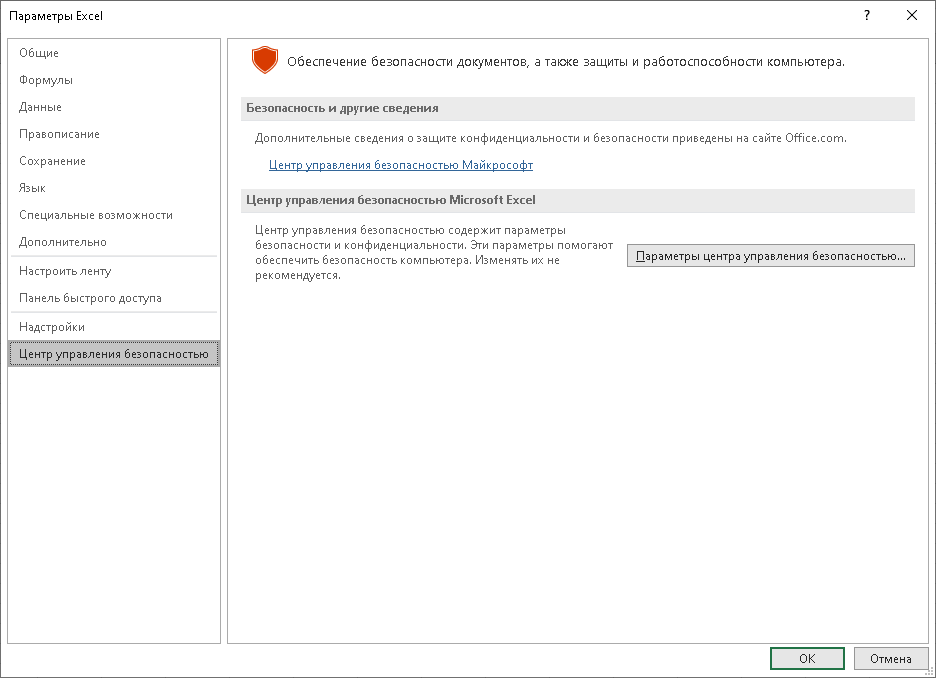 Параметры Excel
?
Общие
Формулы
Данные
Правописание
Сохранение
Язык
Специальные возможности
Дополнительно
Настроить ленту
Панель быстрого доступа
Надстройки
Центр управления безопасностью
Обеспечение безопасности документов, а также защиты и работоспособности компьютера.
Безопасность и другие сведения
Дополнительные сведения о защите конфиденциальности и безопасности приведены на сайте Office.com.
Центр управления безопасностью Майкрософт
Центр управления безопасностью Microsoft Excel
Центр управления безопасностью содержит параметры
безопасности и конфиденциальности. Эти параметры помогают
обеспечить безопасность компьютера. Изменять их не
рекомендуется.
Параметры центра управления безопасностью...
ОК
Отмена